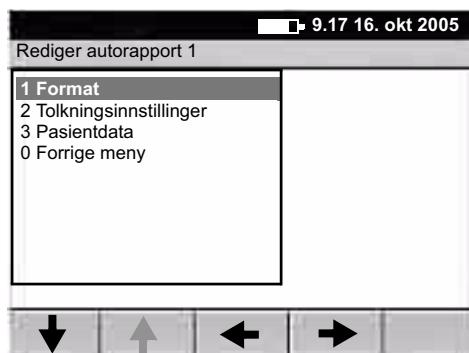 9.17 16. okt 2005
Rediger autorapport 1
1 Format
2 Tolkningsinnstillinger
3 Pasientdata
0 Forrige meny